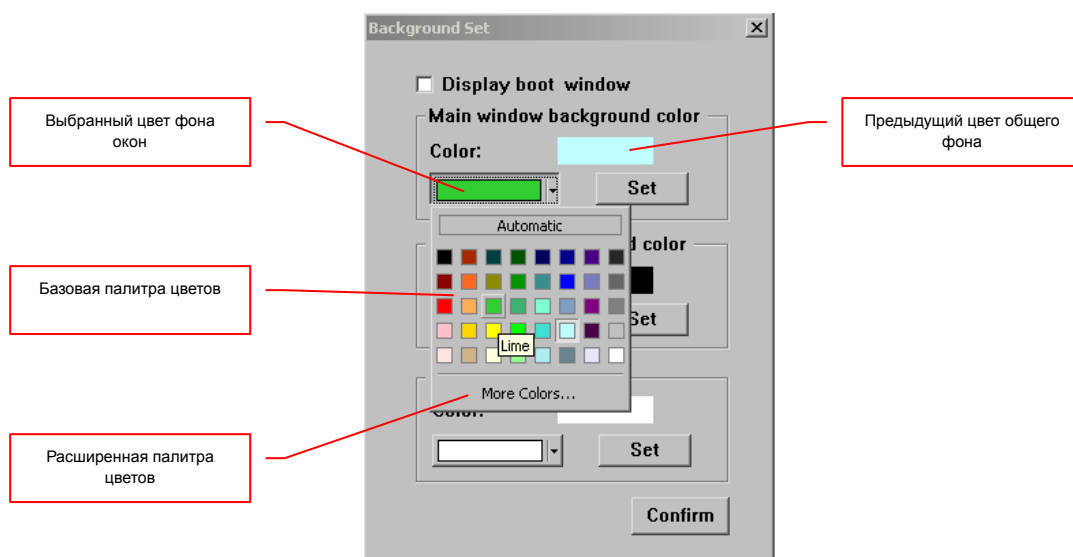 Background Set
Display boot window
Main window background color
Color:
Set
Automatic
d color
Set
Lime
More Colors...
Color:
Set
Confirm
Выбранный цвет фона
окон
Предыдущий цвет общего
фона
Базовая палитра цветов
Расширенная палитра
цветов